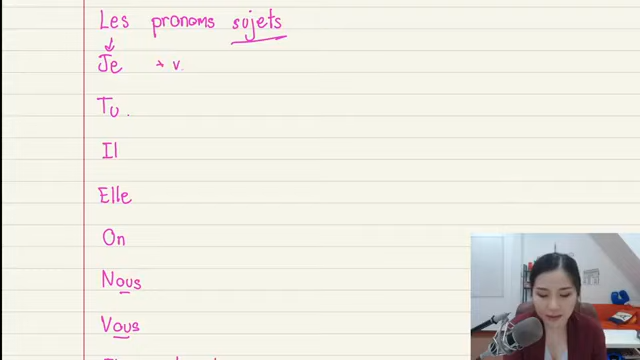 Les pronoms sujets
Je + v.
Tu
Il
Elle
On
Nous
Vous